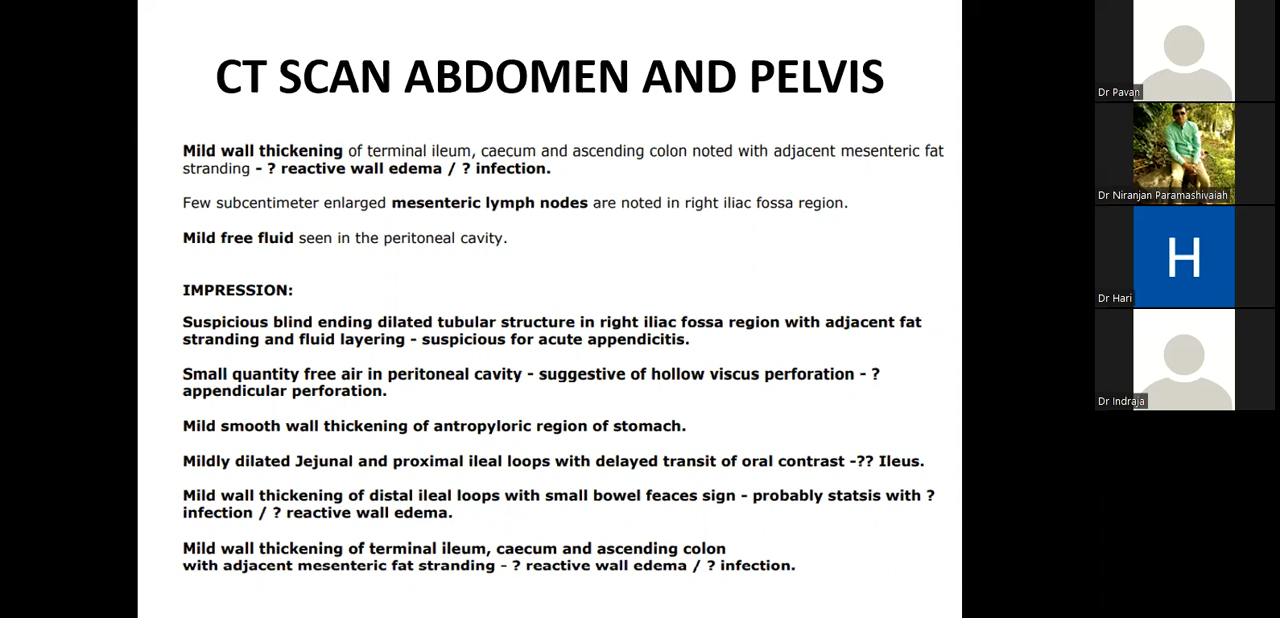 CT SCAN ABDOMEN AND PELVIS
Mild wall thickening of terminal ileum, caecum and ascending colon noted with adjacent mesenteric fat
stranding - ? reactive wall edema / ? infection.
Few subcentimeter enlarged mesenteric lymph nodes are noted in right iliac fossa region.
Mild free fluid seen in the peritoneal cavity.
IMPRESSION:
Suspicious blind ending dilated tubular structure in right iliac fossa region with adjacent fat
stranding and fluid layering - suspicious for acute appendicitis.
Small quantity free air in peritoneal cavity - suggestive of hollow viscus perforation - ?
appendicular perforation.
Mild smooth wall thickening of antropyloric region of stomach.
Mildly dilated Jejunal and proximal ileal loops with delayed transit of oral contrast -?? Ileus.
Mild wall thickening of distal ileal loops with small bowel feaces sign - probably statsis with ?
infection / ? reactive wall edema.
Mild wall thickening of terminal ileum, caecum and ascending colon
with adjacent mesenteric fat stranding - ? reactive wall edema / ? infection.
Dr Pavan
Dr Niranjan Paramashivaiah
H
Dr Hari
Dr Indraja